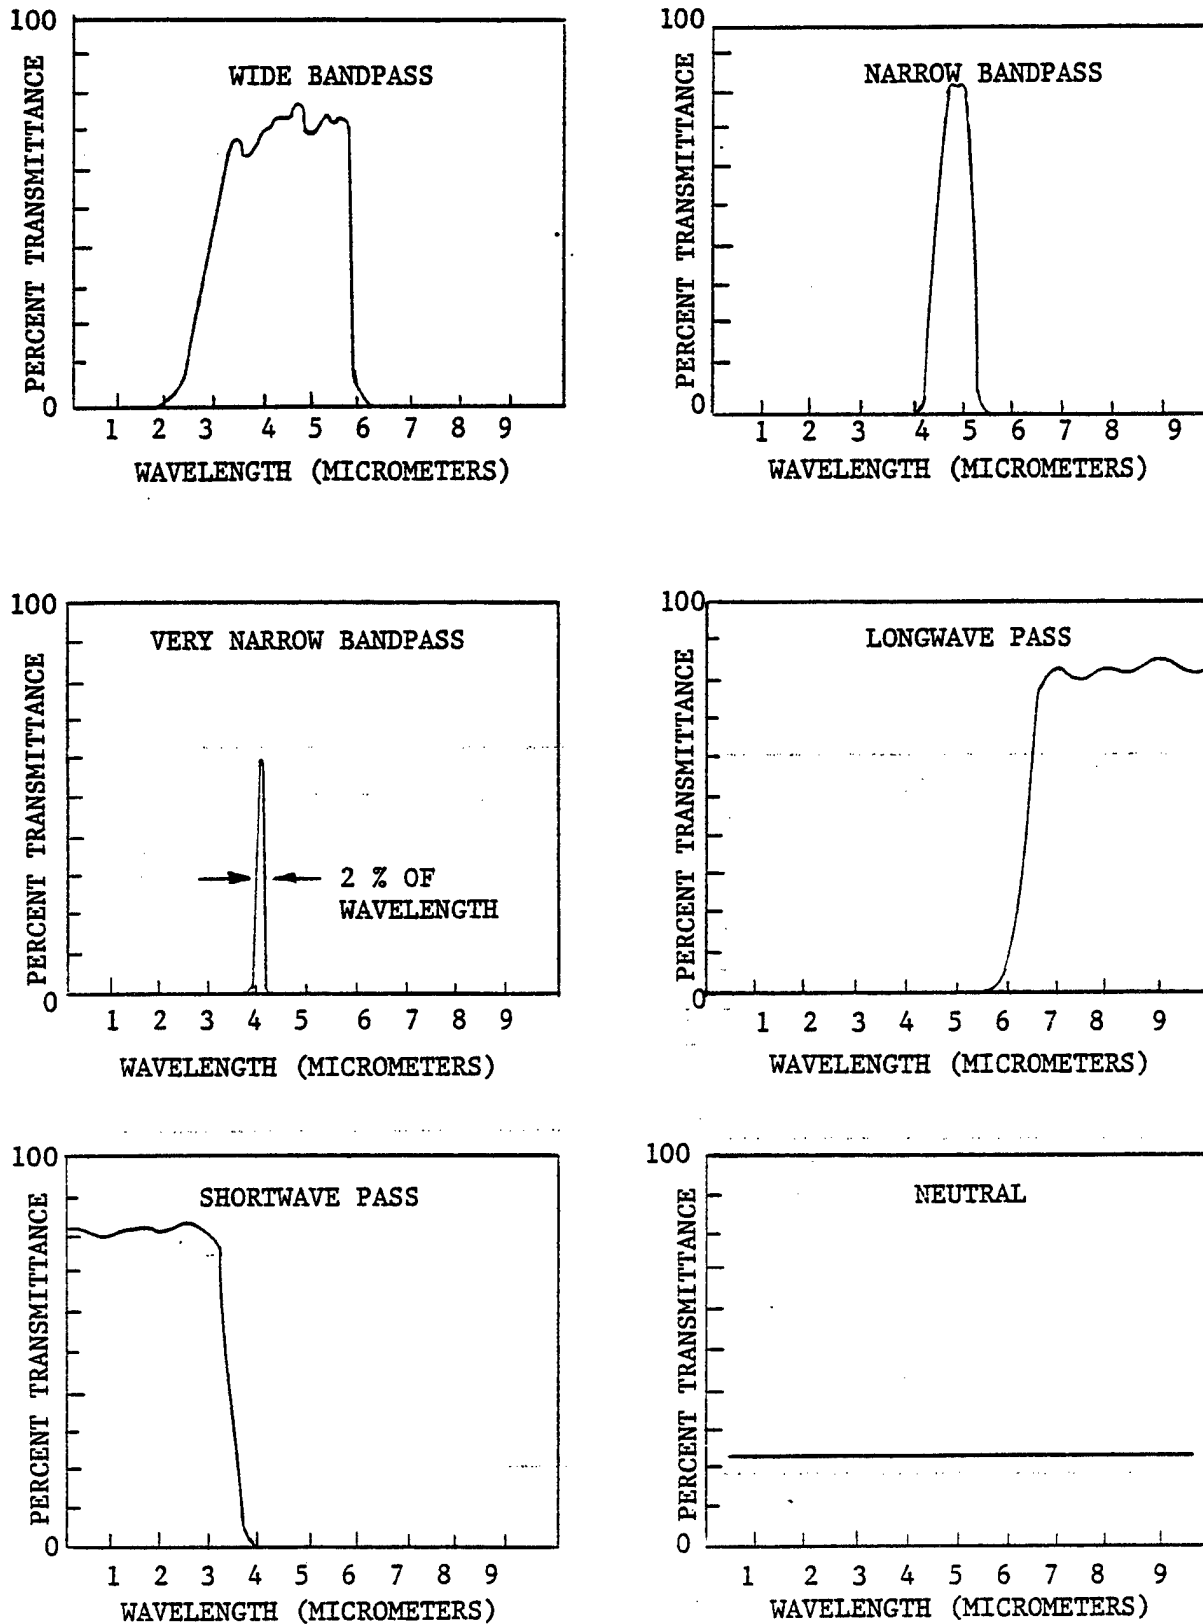 100
WIDE BANDPASS
PERCENT TRANSMITTANCE
0
1 2 3 4 5 6 7 8 9
WAVELENGTH (MICROMETERS)
100
NARROW BANDPASS
PERCENT TRANSMITTANCE
0
1 2 3 4 5 6 7 8 9
WAVELENGTH (MICROMETERS)
100
VERY NARROW BANDPASS
PERCENT TRANSMITTANCE
2 % OF
WAVELENGTH
0
1 2 3 4 5 6 7 8 9
WAVELENGTH (MICROMETERS)
100
LONGWAVE PASS
PERCENT TRANSMITTANCE
0
1 2 3 4 5 6 7 8 9
WAVELENGTH (MICROMETERS)
100
SHORTWAVE PASS
PERCENT TRANSMITTANCE
0
1 2 3 4 5 6 7 8 9
WAVELENGTH (MICROMETERS)
100
NEUTRAL
PERCENT TRANSMITTANCE
0
1 2 3 4 5 6 7 8 9
WAVELENGTH (MICROMETERS)